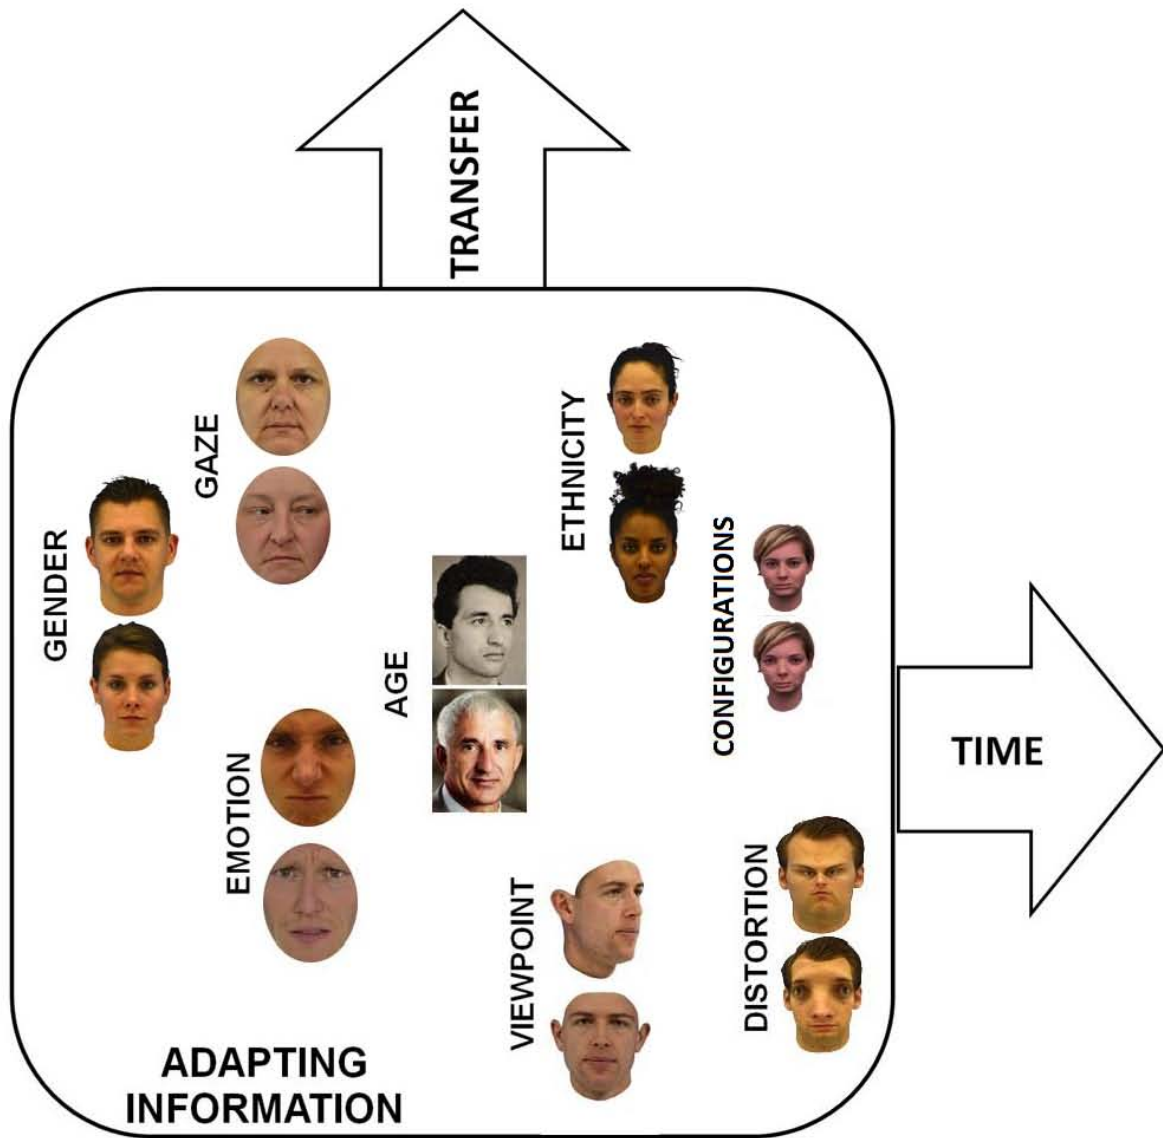 TRANSFER
GAZE
ETHNICITY
GENDER
CONFIGURATIONS
AGE
TIME
EMOTION
VIEWPOINT
DISTORTION
ADAPTING
INFORMATION